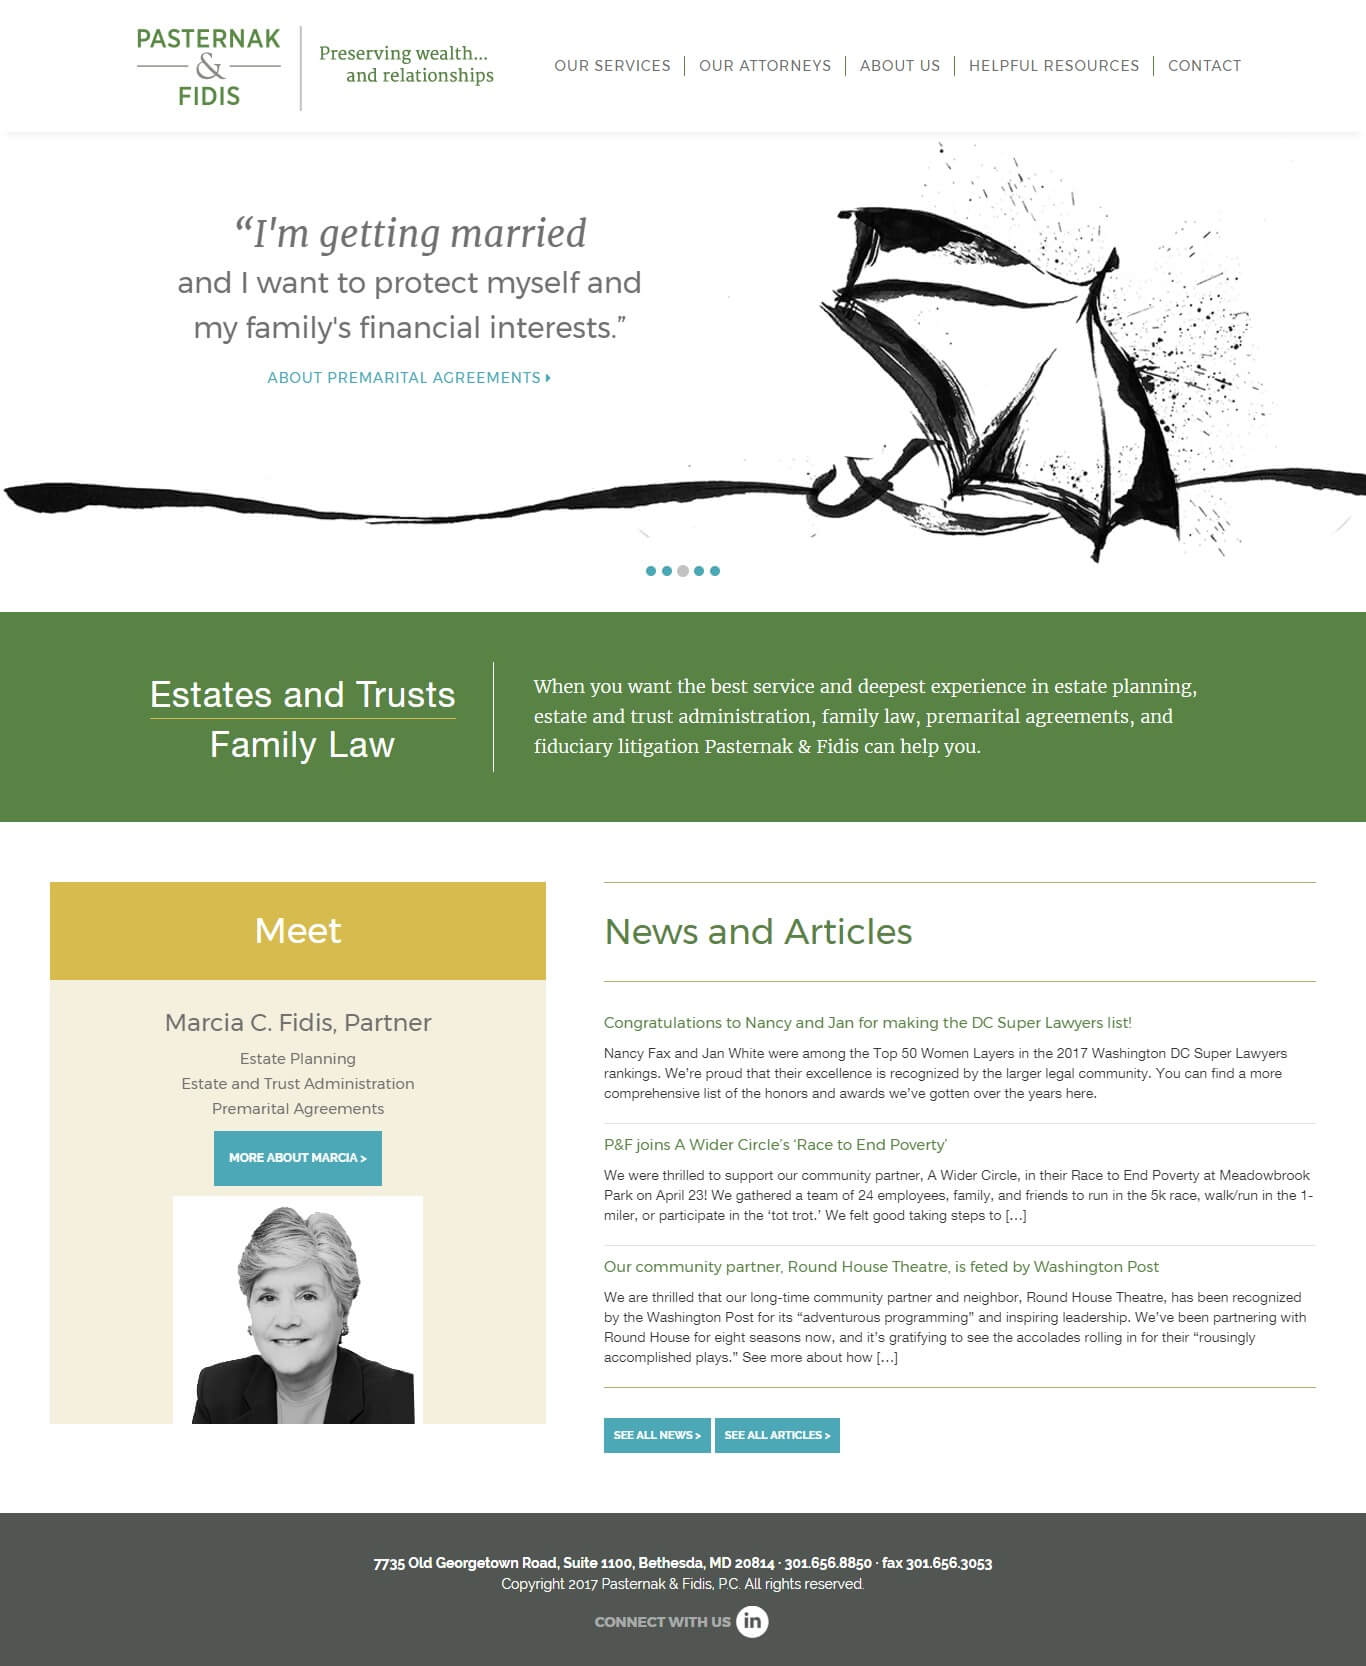 PASTERNAK
&
FIDIS
Preserving wealth...
and relationships
OUR SERVICES
OUR ATTORNEYS
ABOUT US
HELPFUL RESOURCES
CONTACT
“I'm getting married
and I want to protect myself and
my family's financial interests.”
ABOUT PREMARITAL AGREEMENTS
Estates and Trusts
Family Law
When you want the best service and deepest experience in estate planning,
estate and trust administration, family law, premarital agreements, and
fiduciary litigation Pasternak & Fidis can help you.
Meet
Marcia C. Fidis, Partner
Estate Planning
Estate and Trust Administration
Premarital Agreements
MORE ABOUT MARCIA >
News and Articles
Congratulations to Nancy and Jan for making the DC Super Lawyers list!
Nancy Fax and Jan White were among the Top 50 Women Layers in the 2017 Washington DC Super Lawyers
rankings. We’re proud that their excellence is recognized by the larger legal community. You can find a more
comprehensive list of the honors and awards we’ve gotten over the years here.
P&F joins A Wider Circle’s ‘Race to End Poverty’
We were thrilled to support our community partner, A Wider Circle, in their Race to End Poverty at Meadowbrook
Park on April 23! We gathered a team of 24 employees, family, and friends to run in the 5k race, walk/run in the 1-
miler, or participate in the ‘tot trot.’ We felt good taking steps to […]
Our community partner, Round House Theatre, is feted by Washington Post
We are thrilled that our long-time community partner and neighbor, Round House Theatre, has been recognized
by the Washington Post for its “adventurous programming” and inspiring leadership. We’ve been partnering with
Round House for eight seasons now, and it’s gratifying to see the accolades rolling in for their “rousingly
accomplished plays.” See more about how […]
SEE ALL NEWS >
SEE ALL ARTICLES >
7735 Old Georgetown Road, Suite 1100, Bethesda, MD 20814 · 301.656.8850 · fax 301.656.3053
Copyright 2017 Pasternak & Fidis, P.C. All rights reserved.
CONNECT WITH US in